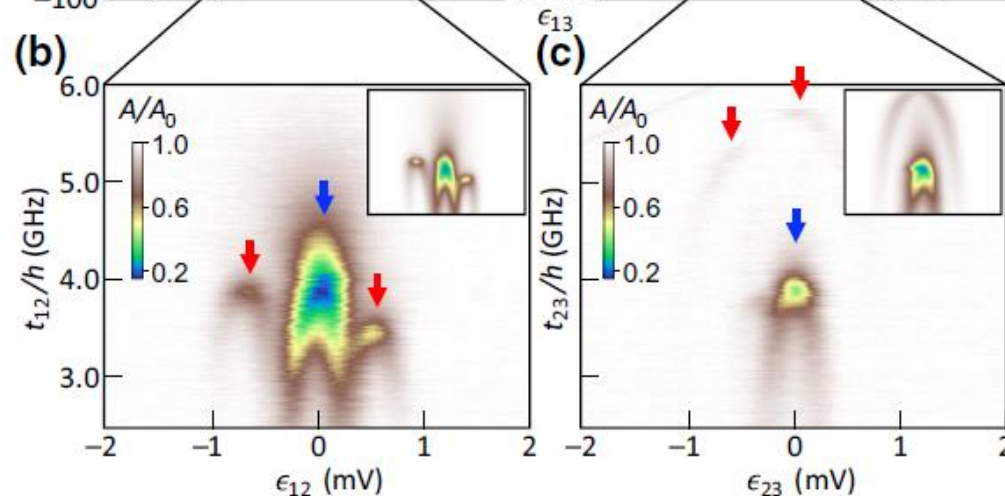 −100
ϵ13
(b)
6.0
5.0
4.0
3.0
t12/h (GHz)
A/A0
1.0
0.6
0.2
−2 −1 0 1 2
ϵ12 (mV)
(c)
t23/h (GHz)
A/A0
1.0
0.6
0.2
−2 −1 0 1 2
ϵ23 (mV)